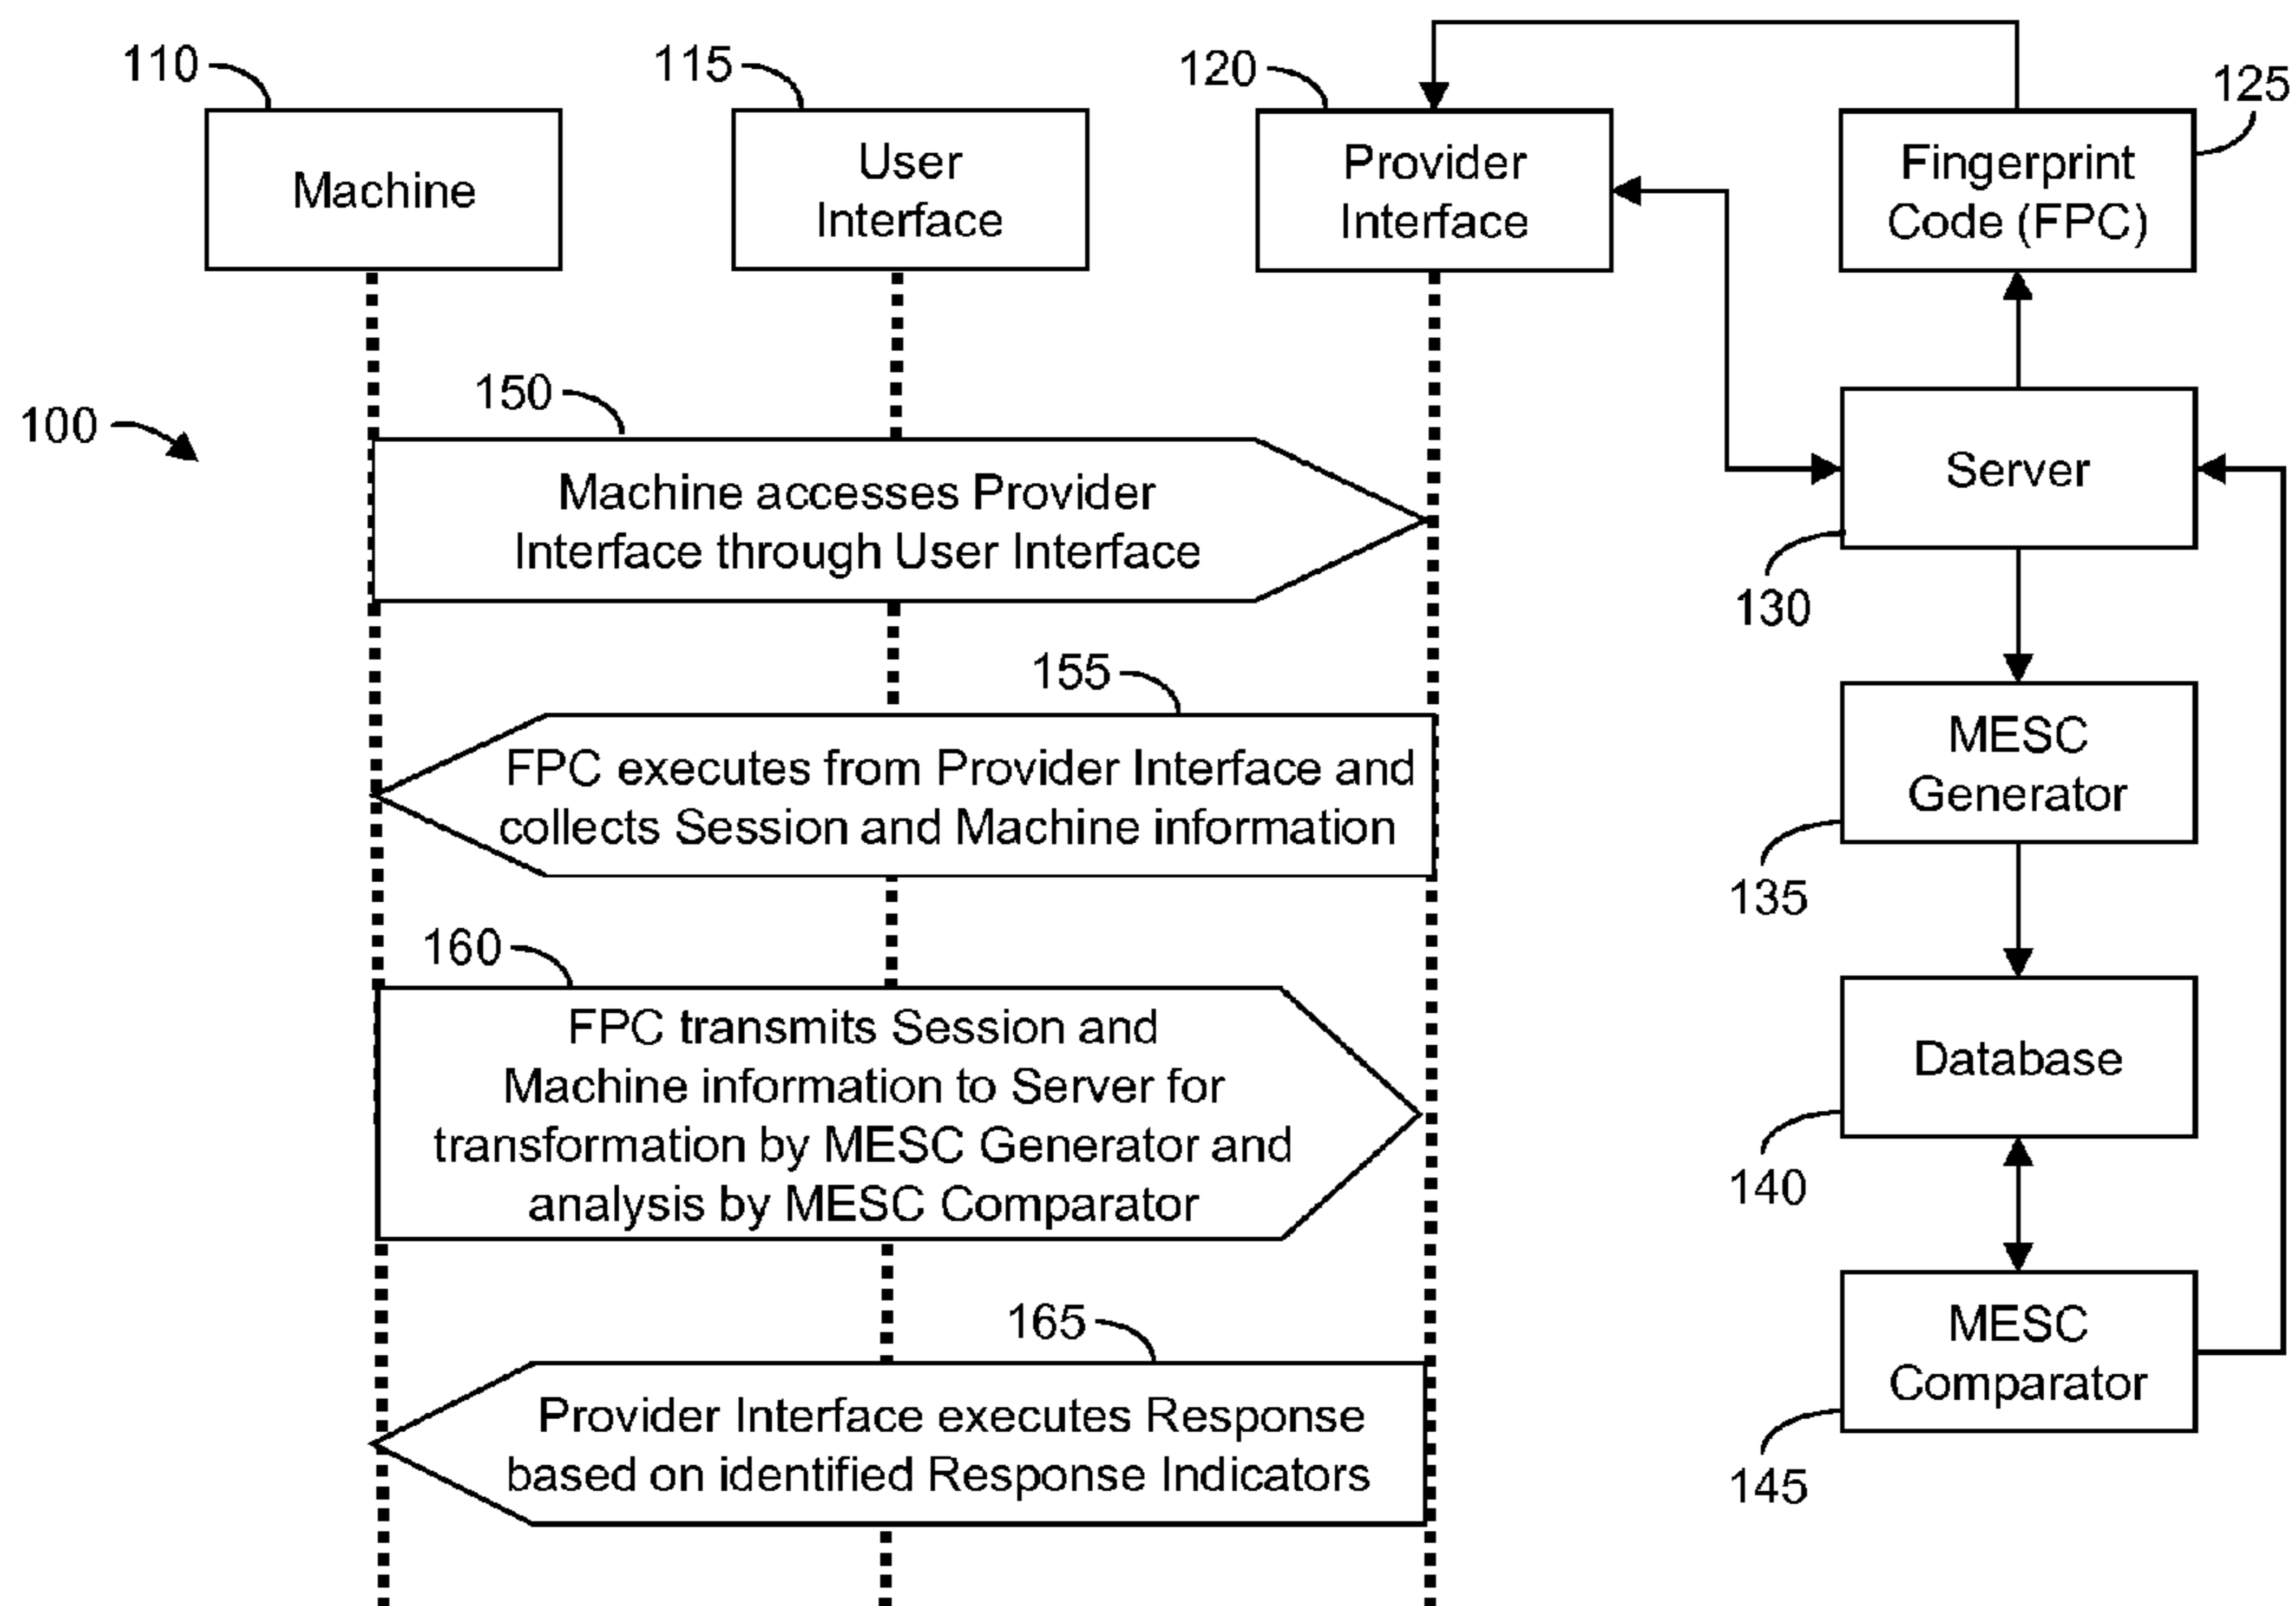 110
115
120
125
Machine
User
Interface
Provider
Interface
Fingerprint
Code (FPC)
100
150
Machine accesses Provider
Interface through User Interface
Server
130
155
FPC executes from Provider Interface and
collects Session and Machine information
MESC
Generator
135
160
FPC transmits Session and
Machine information to Server for
transformation by MESC Generator and
analysis by MESC Comparator
Database
140
165
Provider Interface executes Response
based on identified Response Indicators
MESC
Comparator
145